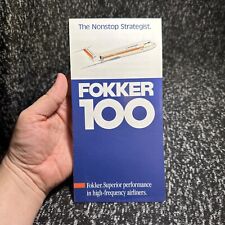 The Nonstop Strategist.
FOKKER
100
Fokker. Superior performance
in high-frequency airliners.